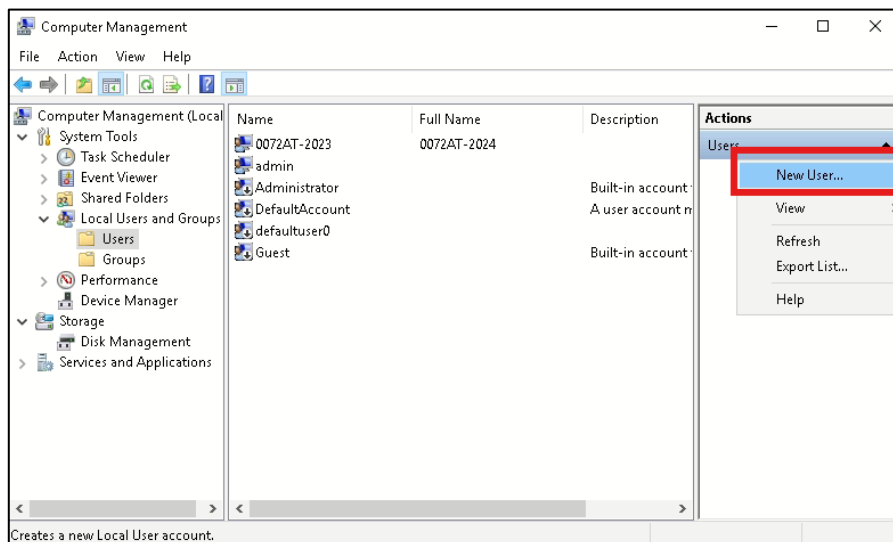 Computer Management
File Action View Help
Computer Management (Local
System Tools
Task Scheduler
Event Viewer
Shared Folders
Local Users and Groups
Users
Groups
Performance
Device Manager
Storage
Disk Management
Services and Applications
Name Full Name Description
0072AT-2023 0072AT-2024
admin
Administrator Built-in account
DefaultAccount A user account m
defaultuser0
Guest Built-in account
Actions
Users
New User...
View
Refresh
Export List...
Help
Creates a new Local User account.